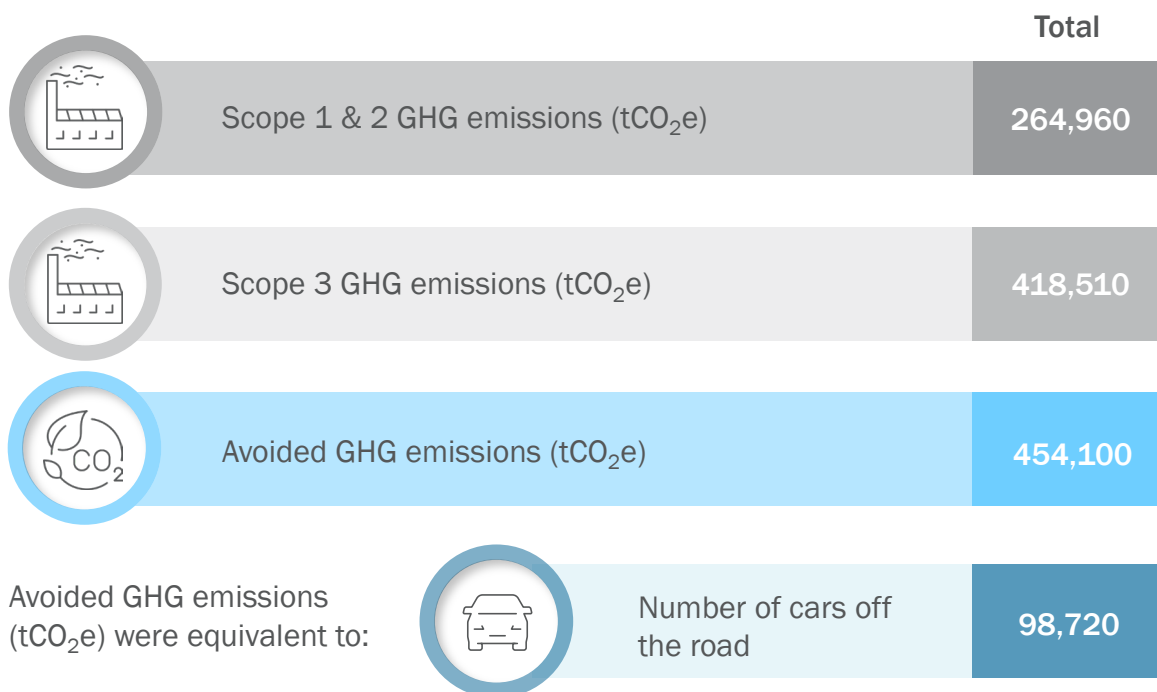 Total
Scope 1 & 2 GHG emissions (tCO₂e)
264,960
Scope 3 GHG emissions (tCO₂e)
418,510
CO₂
Avoided GHG emissions (tCO₂e)
454,100
Avoided GHG emissions
(tCO₂e) were equivalent to:
Number of cars off
the road
98,720